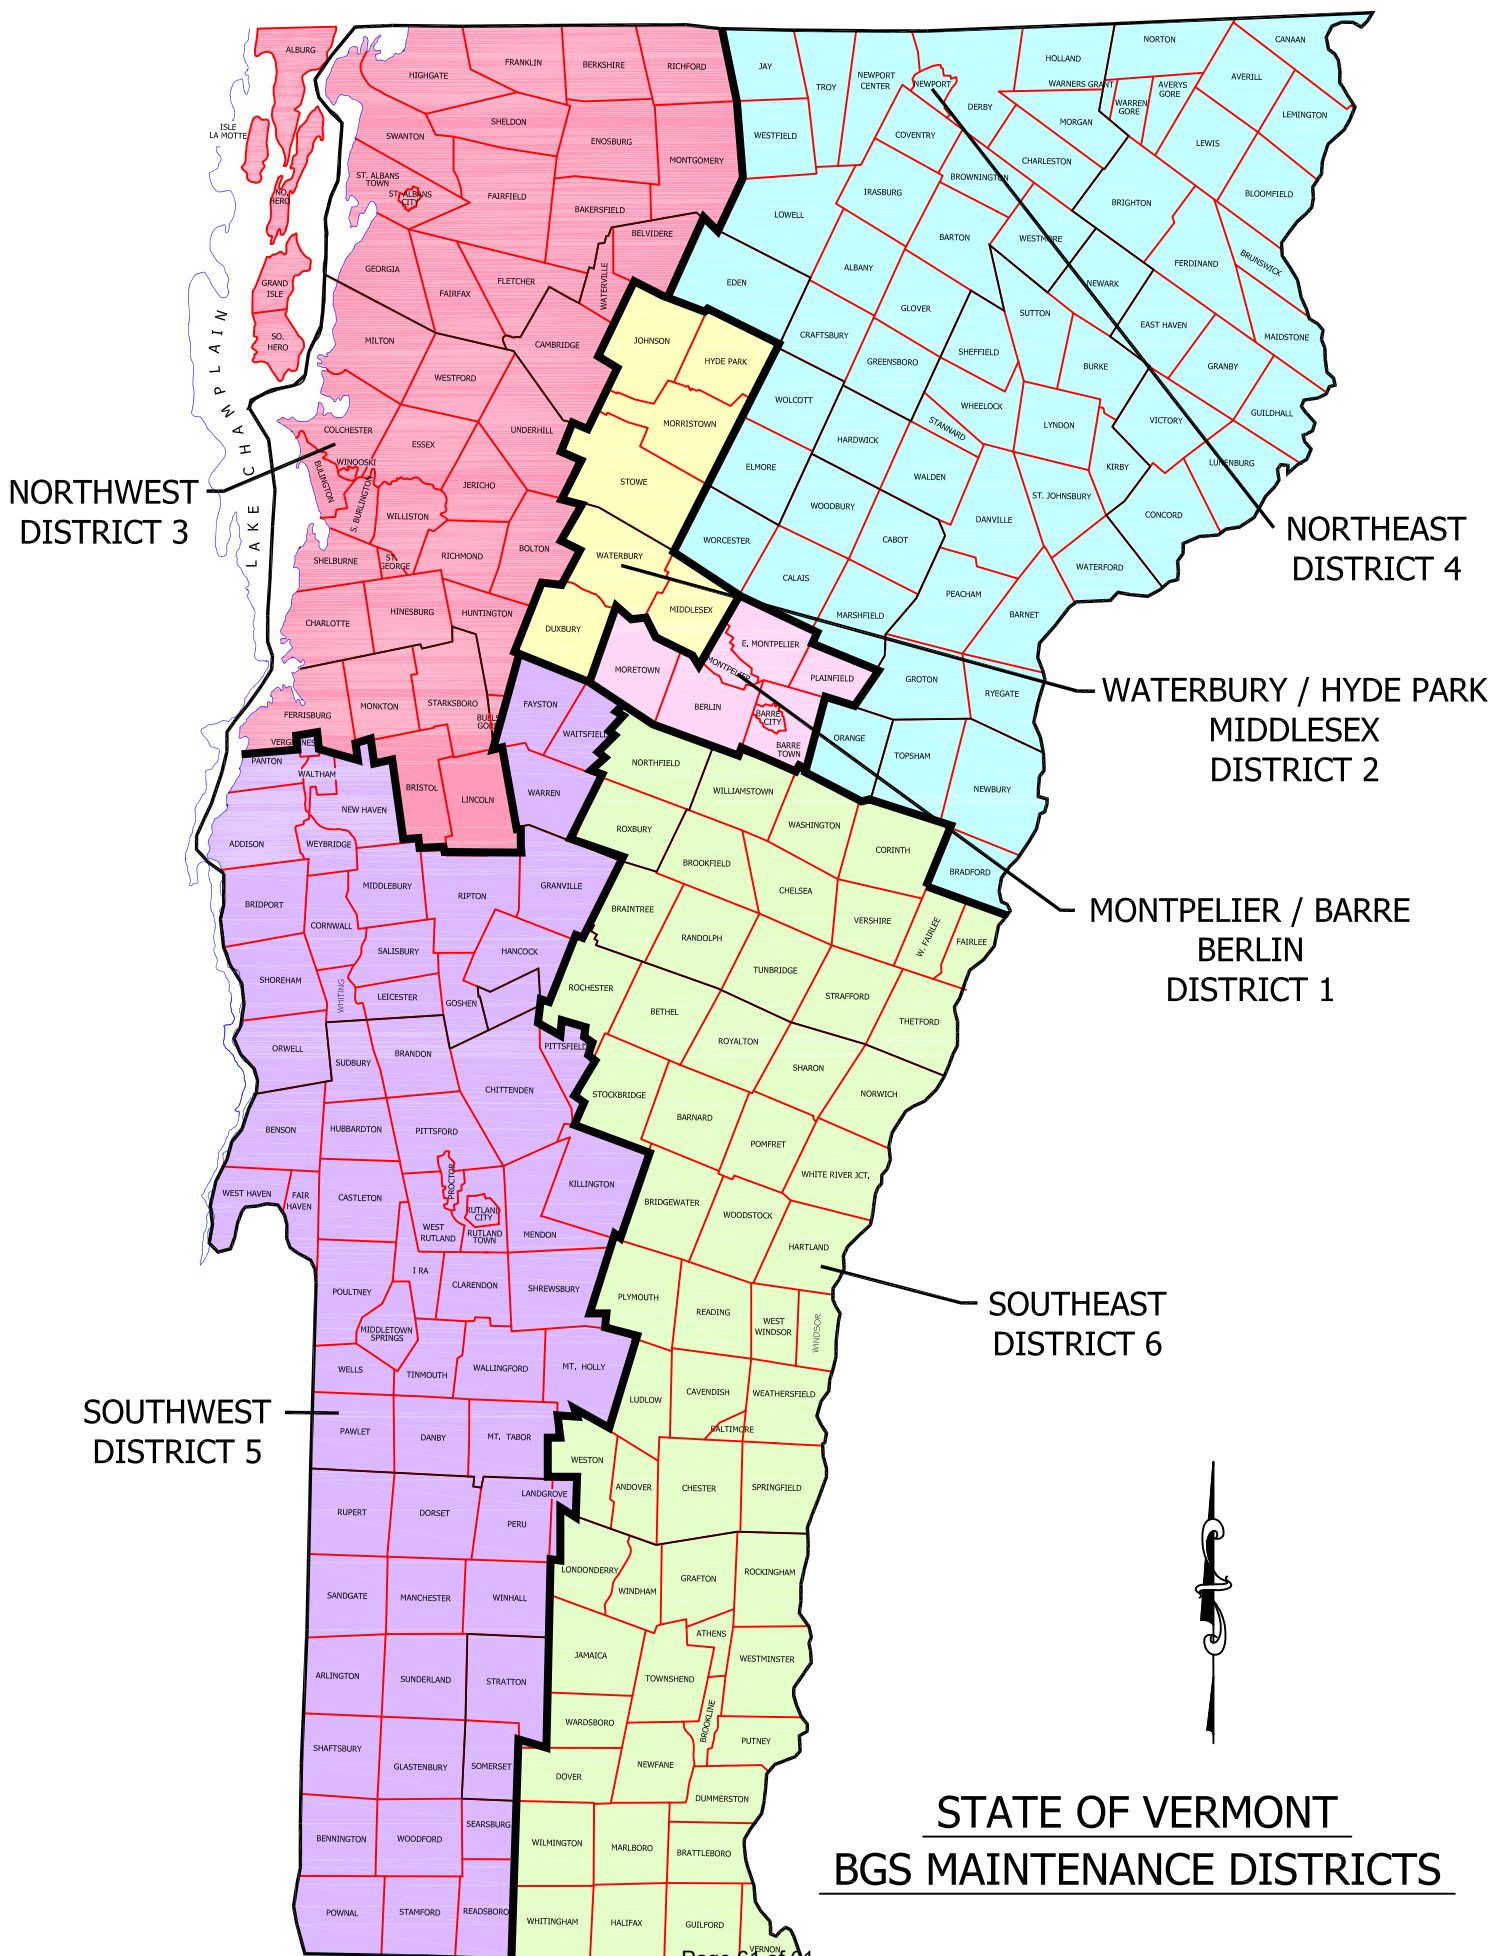 ALBURG
HIGHGATE
FRANKLIN
BERKSHIRE
RICHFORD
JAY
TROY
NEWPORT
CENTER
NEWPORT
DERBY
HOLLAND
WARNERS GRANT
NORTON
WARREN
GORE
AVERYS
GORE
AVERILL
CANAAN
LEMINGTON
ISLE
LA MOTTE
SWANTON
SHELDON
ENOSBURG
MONTGOMERY
WESTFIELD
COVENTRY
MORGAN
CHARLESTON
LEWIS
ST. ALBANS
TOWN
ST. ALBANS
CITY
NO.
HERO
FAIRFIELD
BAKERSFIELD
BELVIDERE
LOWELL
IRASBURG
BROWNINGTON
BRIGHTON
BLOOMFIELD
GEORGIA
FAIRFAX
FLETCHER
WATERVILLE
EDEN
ALBANY
BARTON
WESTMORE
NEWARK
FERDINAND
BRUNSWICK
GRAND
ISLE
SO.
HERO
MILTON
WESTFORD
CAMBRIDGE
JOHNSON
HYDE PARK
CRAFTSBURY
GLOVER
GREENSBORO
SHEFFIELD
SUTTON
BURKE
EAST HAVEN
GRANBY
MAIDSTONE
LAKE CHAMPLAIN
COLCHESTER
ESSEX
UNDERHILL
MORRISTOWN
WOLCOTT
HARDWICK
STANNARD
WHEELOCK
LYNDON
VICTORY
GUILDHALL
WINOOSKI
BULINGTON
S. BURLINGTON
WILLISTON
JERICHO
STOWE
ELMORE
WOODBURY
WALDEN
KIRBY
LUNENBURG
NORTHWEST
DISTRICT 3
SHELBURNE
ST.
GEORGE
RICHMOND
BOLTON
WATERBURY
WORCESTER
CALAIS
CABOT
DANVILLE
ST. JOHNSBURY
CONCORD
WATERFORD
NORTHEAST
DISTRICT 4
CHARLOTTE
HINESBURG
HUNTINGTON
DUXBURY
MIDDLESEX
MARSHFIELD
PEACHAM
BARNET
E. MONTPELIER
MONTPELIER
MORETOWN
BERLIN
PLAINFIELD
GROTON
RYEGATE
FERRISBURG
MONKTON
STARKSBORO
BUELS
GORE
FAYSTON
WAITSFIELD
BARRE
CITY
BARRE
TOWN
ORANGE
TOPSHAM
NEWBURY
WATERBURY / HYDE PARK
MIDDLESEX
DISTRICT 2
VERGENNES
PANTON
WALTHAM
NEW HAVEN
BRISTOL
LINCOLN
WARREN
NORTHFIELD
WILLIAMSTOWN
WASHINGTON
CORINTH
BRADFORD
ADDISON
WEYBRIDGE
MIDDLEBURY
RIPTON
GRANVILLE
ROXBURY
BROOKFIELD
CHELSEA
VERSHIRE
W. FAIRLEE
FAIRLEE
MONTPELIER / BARRE
BERLIN
DISTRICT 1
BRIDPORT
CORNWALL
SALISBURY
HANCOCK
BRAINTREE
RANDOLPH
TUNBRIDGE
STRAFFORD
THETFORD
SHOREHAM
WHITING
LEICESTER
GOSHEN
ROCHESTER
BETHEL
ROYALTON
SHARON
NORWICH
ORWELL
SUDBURY
BRANDON
CHITTENDEN
PITTSFIELD
STOCKBRIDGE
BARNARD
POMFRET
WHITE RIVER JCT.
BENSON
HUBBARDTON
PITTSFORD
PROCTOR
KILLINGTON
BRIDGEWATER
WOODSTOCK
HARTLAND
WEST HAVEN
FAIR
HAVEN
CASTLETON
WEST
RUTLAND
RUTLAND
CITY
RUTLAND
TOWN
MENDON
POULTNEY
I RA
CLARENDON
SHREWSBURY
PLYMOUTH
READING
WEST
WINDSOR
WINDSOR
SOUTHEAST
DISTRICT 6
MIDDLETOWN
SPRINGS
WELLS
TINMOUTH
WALLINGFORD
MT. HOLLY
LUDLOW
CAVENDISH
BALTIMORE
WEATHERSFIELD
SOUTHWEST
DISTRICT 5
PAWLET
DANBY
MT. TABOR
WESTON
ANDOVER
CHESTER
SPRINGFIELD
RUPERT
DORSET
PERU
LANDGROVE
LONDONDERRY
WINDHAM
GRAFTON
ROCKINGHAM
SANDGATE
MANCHESTER
WINHALL
JAMAICA
TOWNSHEND
ATHENS
WESTMINSTER
ARLINGTON
SUNDERLAND
STRATTON
WARDSBORO
BROOKLINE
PUTNEY
SHAFTSBURY
GLASTENBURY
SOMERSET
DOVER
NEWFANE
DUMMERSTON
BENNINGTON
WOODFORD
SEARSBURG
WILMINGTON
MARLBORO
BRATTLEBORO
POWNAL
STAMFORD
READSBORO
WHITINGHAM
HALIFAX
GUILFORD
VERNON
STATE OF VERMONT
BGS MAINTENANCE DISTRICTS
Page 61 of 91